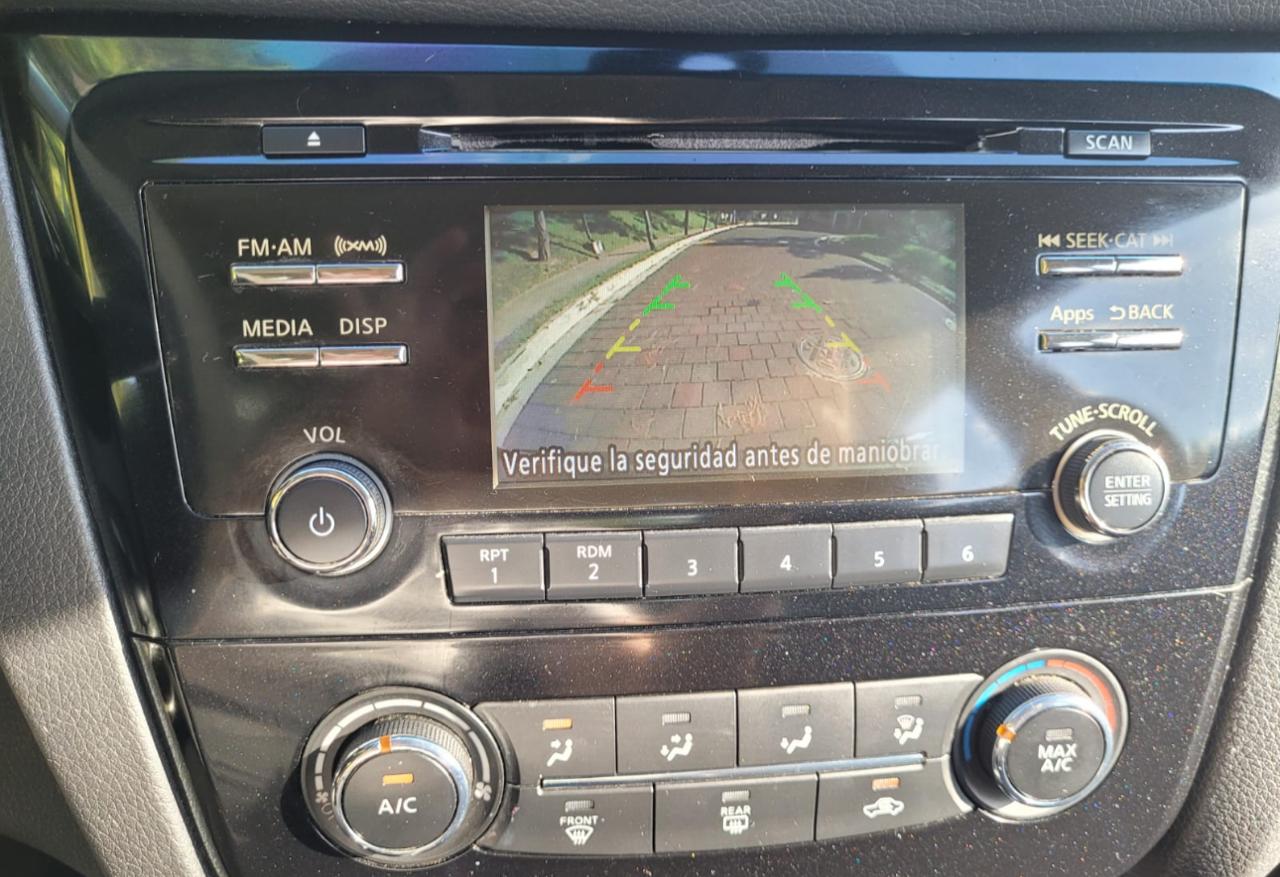 SCAN
FM·AM
((XM))
SEEK·CAT
MEDIA
DISP
Apps
BACK
VOL
TUNE·SCROLL
Verifique la seguridad antes de maniobrar
ENTER
SETTING
RPT
1
RDM
2
3
4
5
6
A/C
FRONT
REAR
MAX
A/C